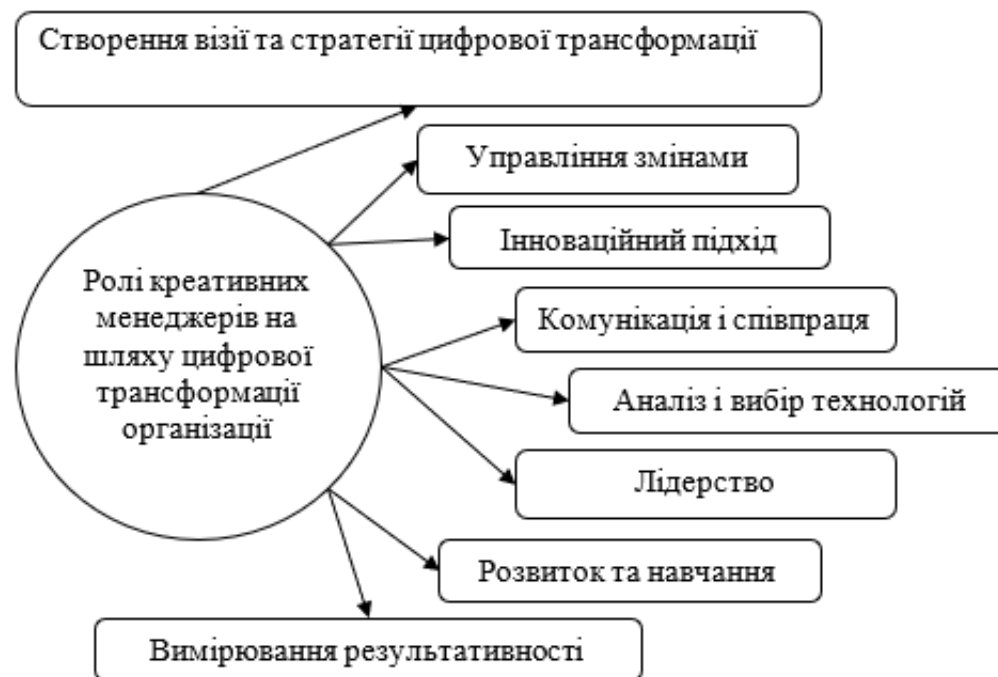 Створення візії та стратегії цифрової трансформації
Управління змінами
Інноваційний підхід
Ролі креативних
менеджерів на
шляху цифрової
трансформації
організації
Комунікація і співпраця
Аналіз і вибір технологій
Лідерство
Розвиток та навчання
Вимірювання результативності